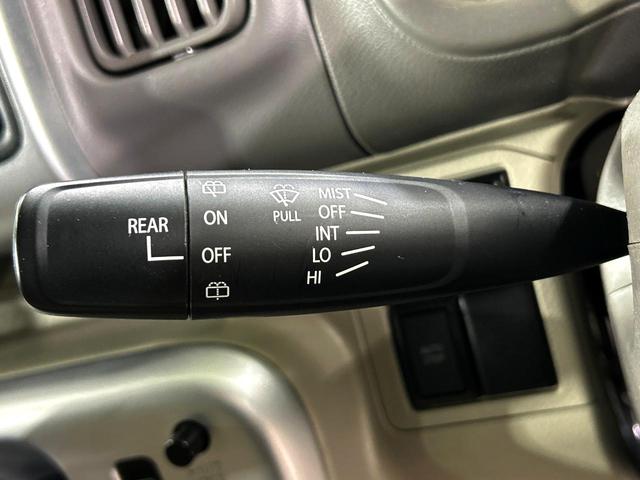 REAR
ON
OFF
PULL
MIST
OFF
INT
LO
HI